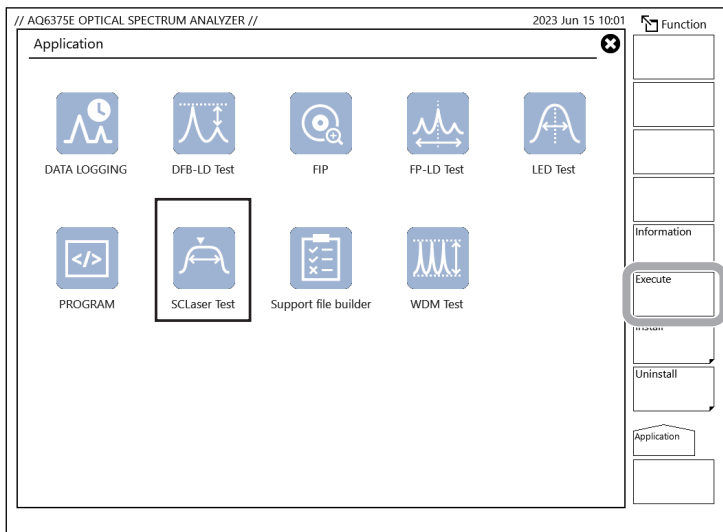 // AQ6375E OPTICAL SPECTRUM ANALYZER // 2023 Jun 15 10:01
Function
Application
DATA LOGGING DFB-LD Test FIP FP-LD Test LED Test
</>
PROGRAM SCLaser Test Support file builder WDM Test
Information
Execute
Install
Uninstall
Application